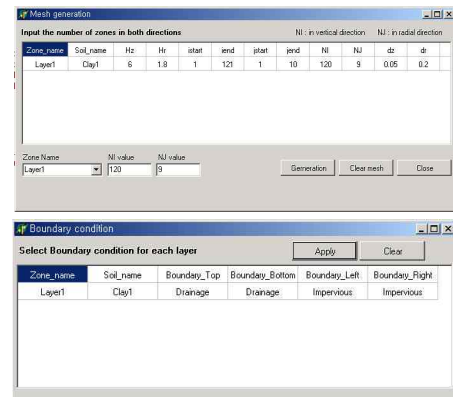 Mesh generation
Input the number of zones in both directions NI : in vertical direction NJ : in radial direction
Zone_name Soil_name Hz Hr istart iend jstart jend NI NJ dz dr
Layer1 Clay1 6 1.8 1 121 1 10 120 9 0.05 0.2
Zone Name NI value NJ value
Layer1 120 9 Generation Clear mesh Close
Boundary condition
Select Boundary condition for each layer Apply Clear
Zone_name Soil_name Boundary_Top Boundary_Bottom Boundary_Left Boundary_Right
Layer1 Clay1 Drainage Drainage Impervious Impervious